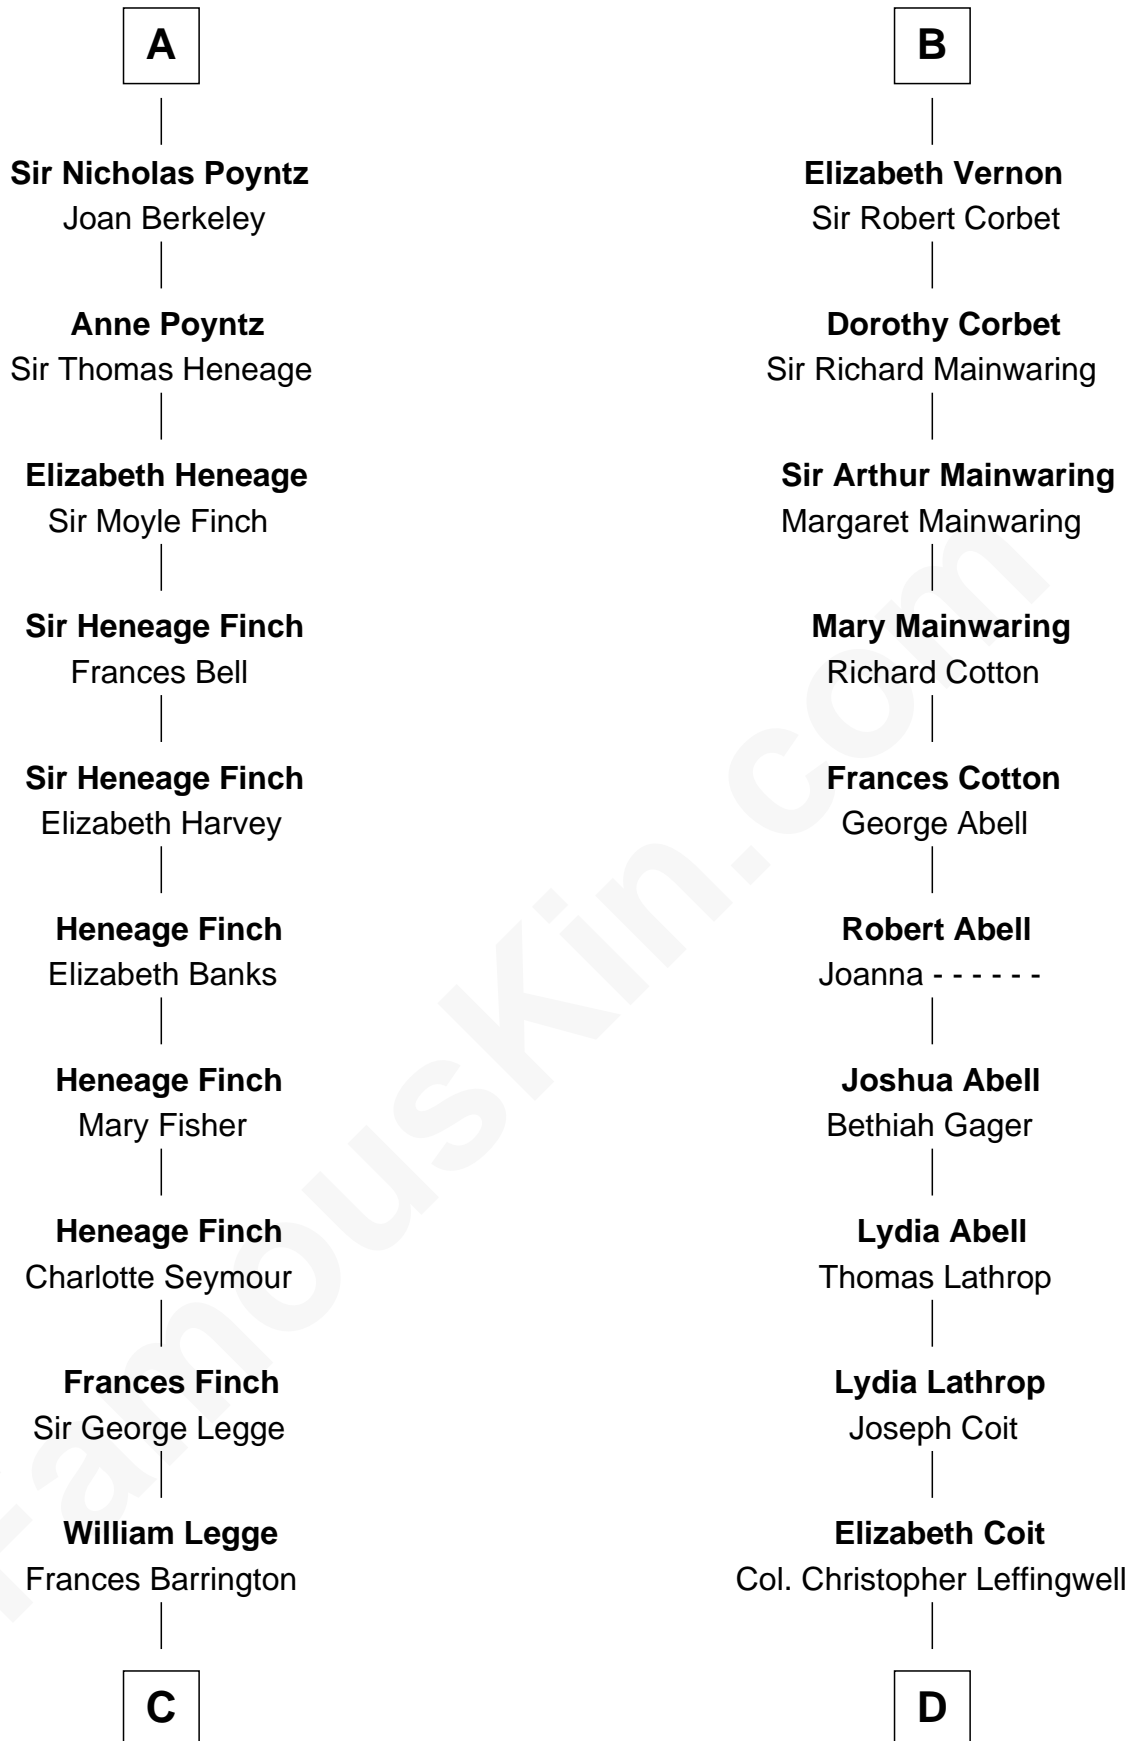 A
Sir Nicholas Poyntz
Joan Berkeley
Anne Poyntz
Sir Thomas Heneage
Elizabeth Heneage
Sir Moyle Finch
Sir Heneage Finch
Frances Bell
Sir Heneage Finch
Elizabeth Harvey
Heneage Finch
Elizabeth Banks
Heneage Finch
Mary Fisher
Heneage Finch
Charlotte Seymour
Frances Finch
Sir George Legge
William Legge
Frances Barrington
C
B
Elizabeth Vernon
Sir Robert Corbet
Dorothy Corbet
Sir Richard Mainwaring
Sir Arthur Mainwaring
Margaret Mainwaring
Mary Mainwaring
Richard Cotton
Frances Cotton
George Abell
Robert Abell
Joanna - - - - - -
Joshua Abell
Bethiah Gager
Lydia Abell
Thomas Lathrop
Lydia Lathrop
Joseph Coit
Elizabeth Coit
Col. Christopher Leffingwell
D
FamousKin.com